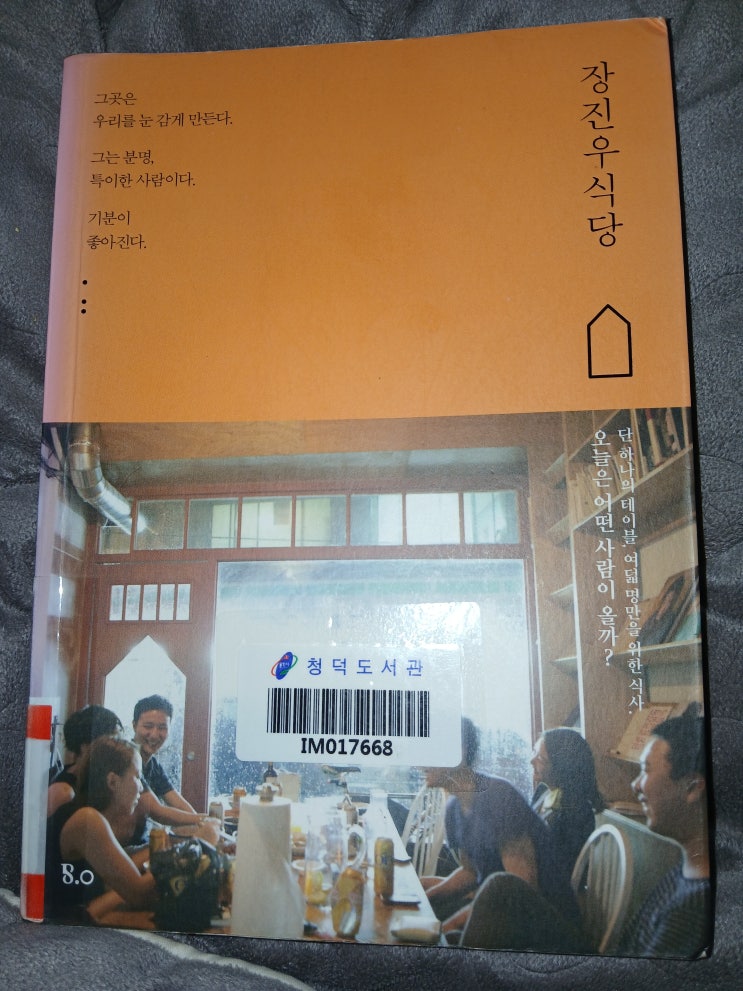 그곳은
우리를 눈 감게 만든다.
그는 분명,
특이한 사람이다.
기분이
좋아진다.
장진우식당
단 하나의 테이블. 여덟 명만을 위한 식사.
오늘은 어떤 사람이 올까?
청덕도서관
IM017668
8.0